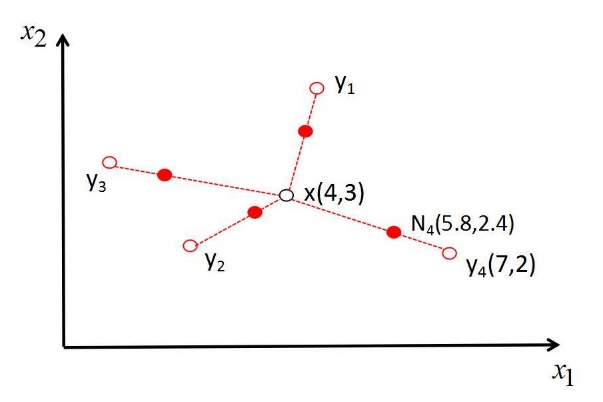 x₂
y₁
y₃
x(4,3)
N₄(5.8,2.4)
y₂
y₄(7,2)
x₁